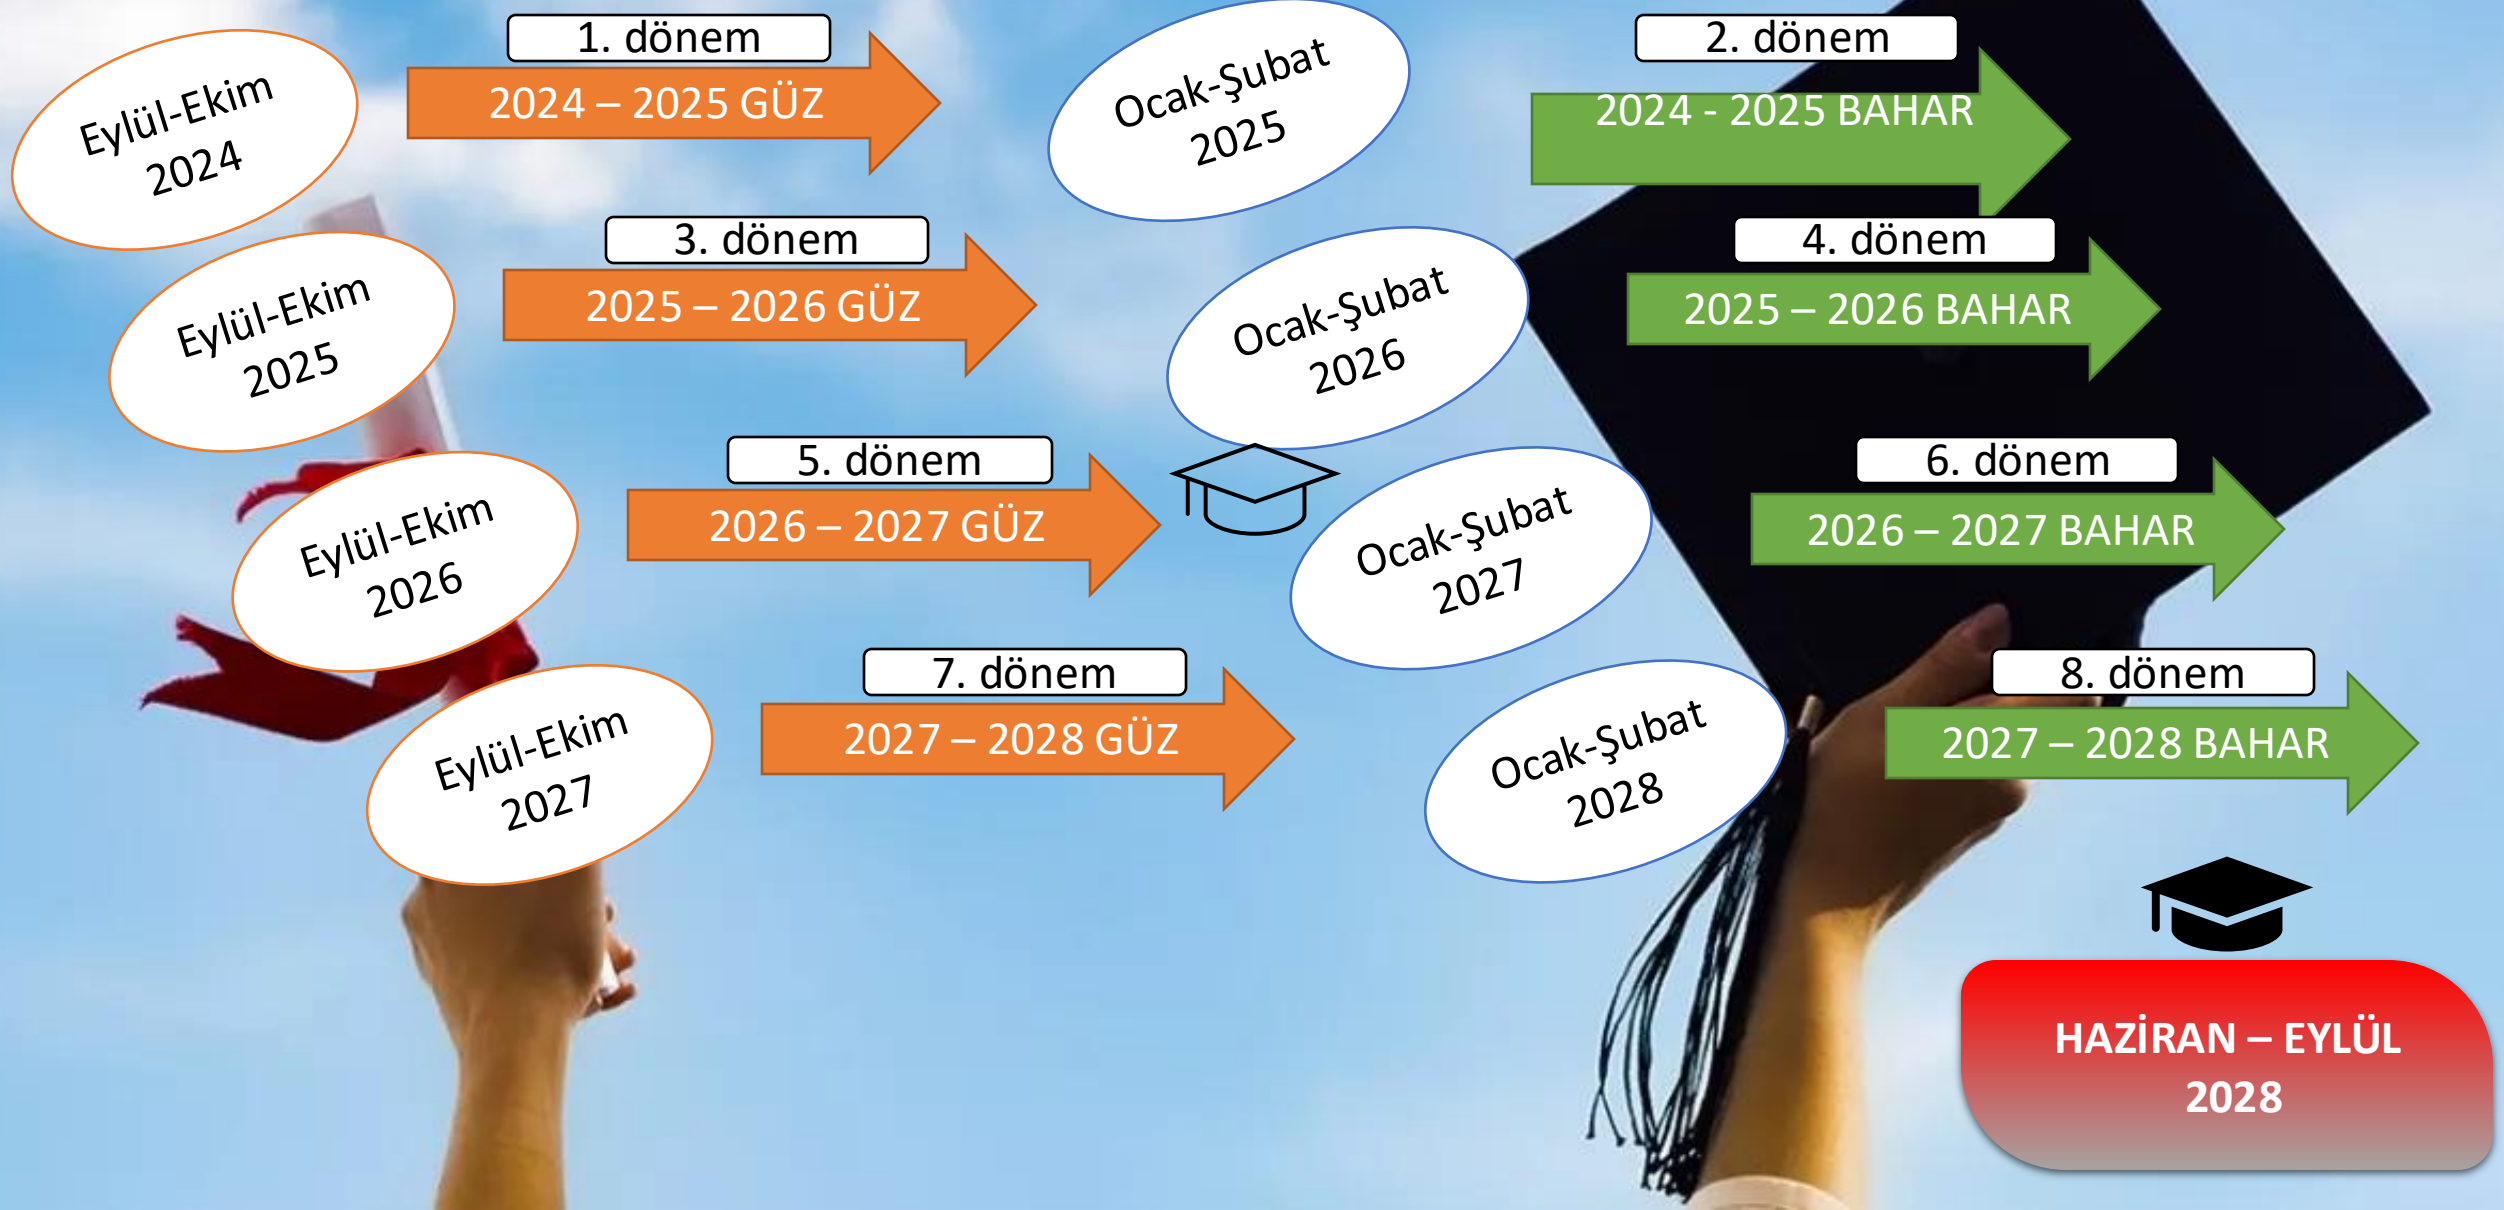 1. dönem
2. dönem
Eylül-Ekim
2024
2024 – 2025 GÜZ
Ocak-Şubat
2025
2024 - 2025 BAHAR
3. dönem
4. dönem
Eylül-Ekim
2025
2025 – 2026 GÜZ
Ocak-Şubat
2026
2025 – 2026 BAHAR
5. dönem
6. dönem
Eylül-Ekim
2026
2026 – 2027 GÜZ
Ocak-Şubat
2027
2026 – 2027 BAHAR
7. dönem
8. dönem
Eylül-Ekim
2027
2027 – 2028 GÜZ
Ocak-Şubat
2028
2027 – 2028 BAHAR
HAZİRAN – EYLÜL
2028